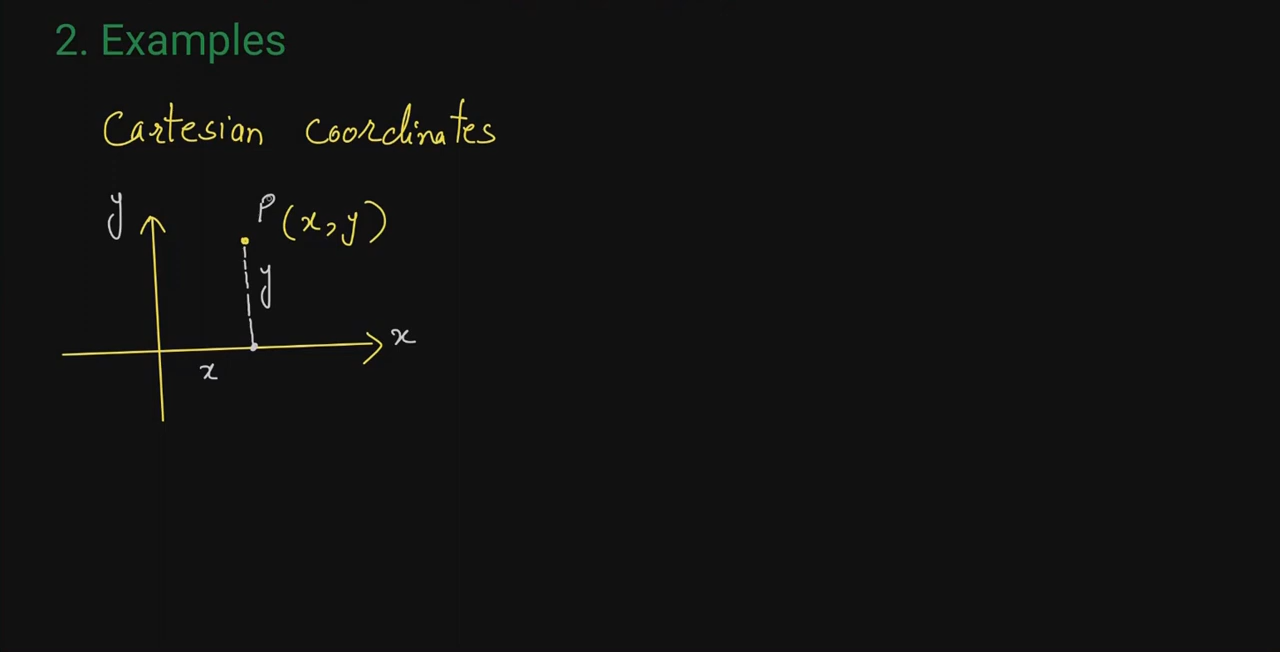 2. Examples
Cartesian coordinates
y
P (x, y)
y
x
x